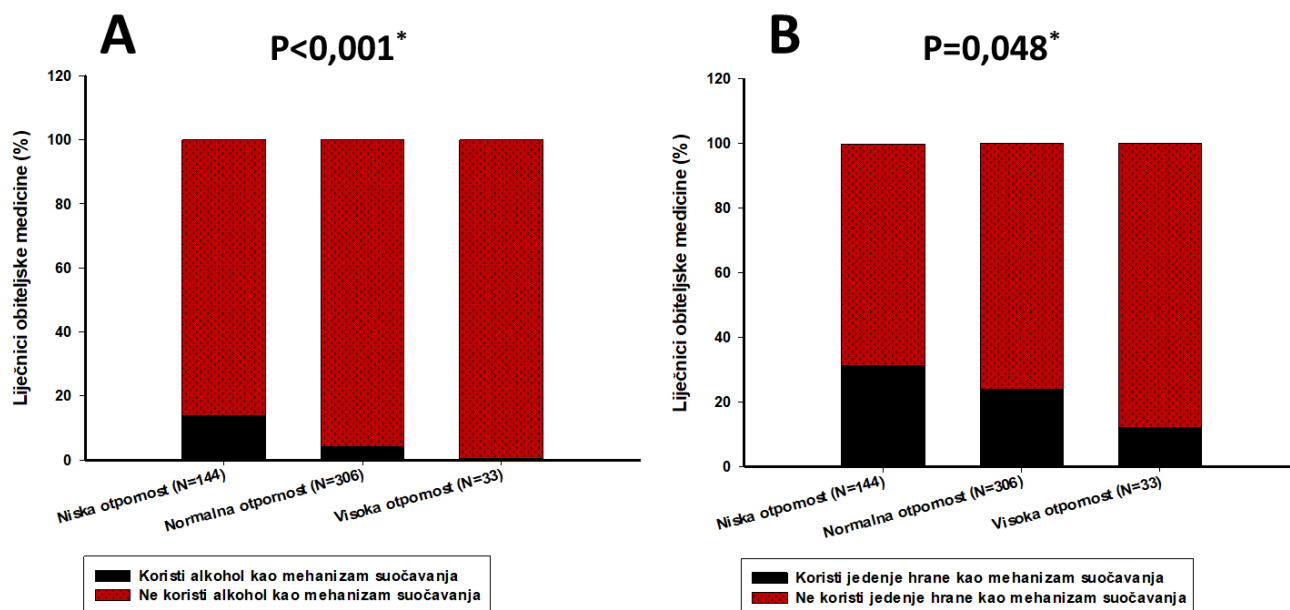 A
P<0,001*
Liječnici obiteljske medicine (%)
120
100
80
60
40
20
0
Niska otpornost (N=144)
Normalna otpornost (N=306)
Visoka otpornost (N=33)
Koristi alkohol kao mehanizam suočavanja
Ne koristi alkohol kao mehanizam suočavanja
B
P=0,048*
Liječnici obiteljske medicine (%)
120
100
80
60
40
20
0
Niska otpornost (N=144)
Normalna otpornost (N=306)
Visoka otpornost (N=33)
Koristi jedenje hrane kao mehanizam suočavanja
Ne koristi jedenje hrane kao mehanizam suočavanja